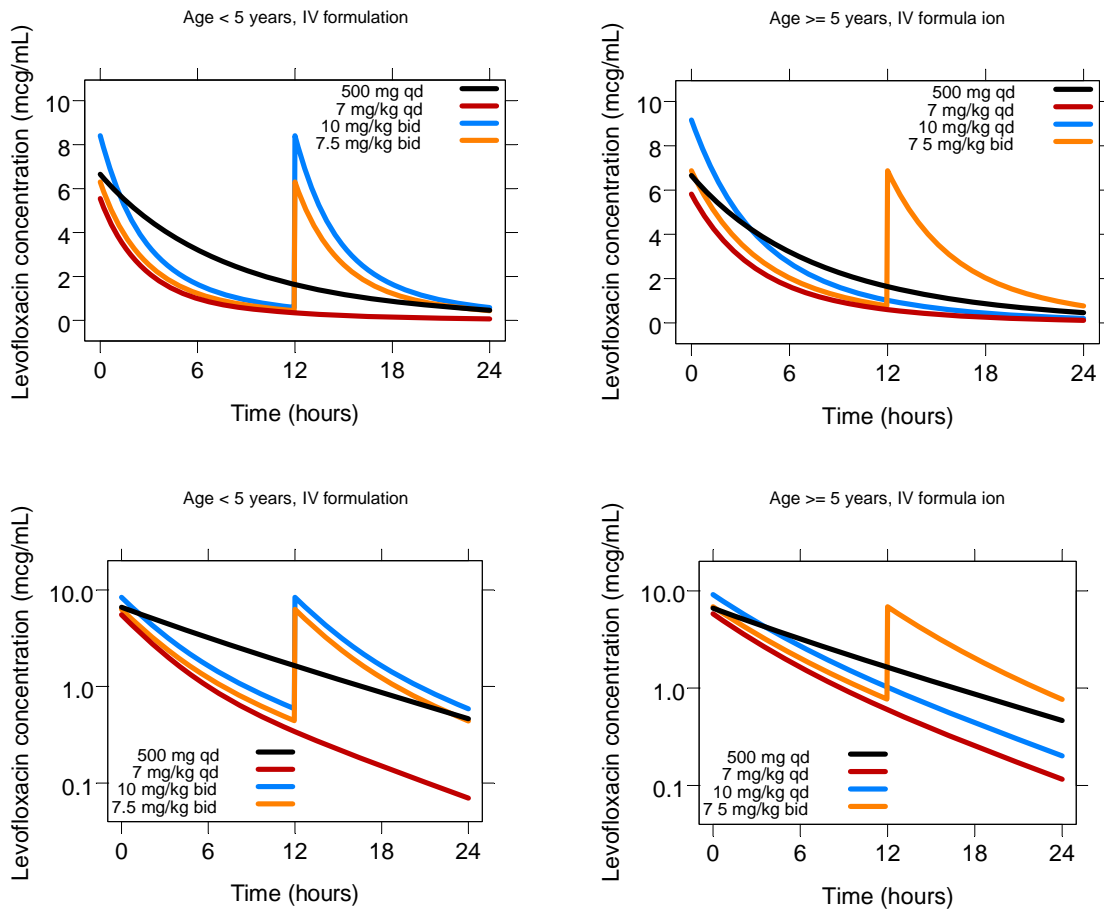 Age < 5 years, IV formulation
Levofloxacin concentration (mcg/mL)
10
8
6
4
2
0
500 mg qd
7 mg/kg qd
10 mg/kg bid
7.5 mg/kg bid
0 6 12 18 24
Time (hours)
Age >= 5 years, IV formula ion
Levofloxacin concentration (mcg/mL)
10
8
6
4
2
0
500 mg qd
7 mg/kg qd
10 mg/kg qd
7 5 mg/kg bid
0 6 12 18 24
Time (hours)
Age < 5 years, IV formulation
Levofloxacin concentration (mcg/mL)
10.0
1.0
0.1
500 mg qd
7 mg/kg qd
10 mg/kg bid
7.5 mg/kg bid
0 6 12 18 24
Time (hours)
Age >= 5 years, IV formula ion
Levofloxacin concentration (mcg/mL)
10.0
1.0
0.1
500 mg qd
7 mg/kg qd
10 mg/kg qd
7 5 mg/kg bid
0 6 12 18 24
Time (hours)